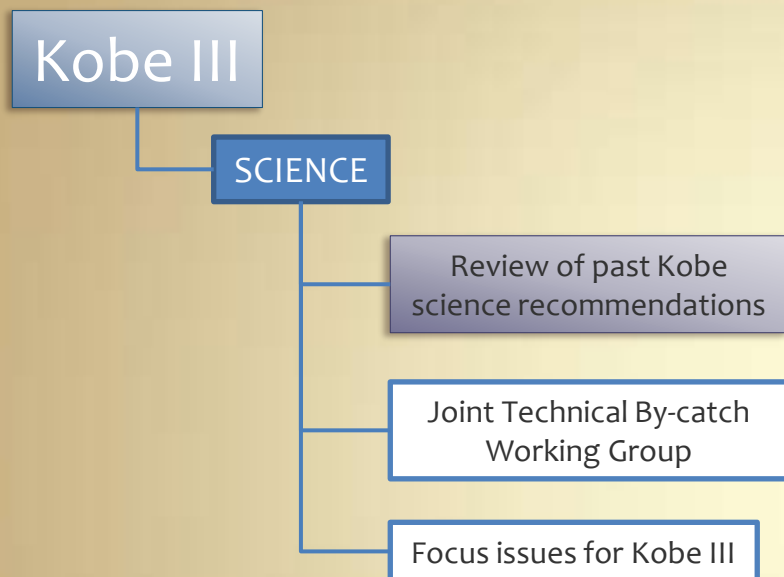 Kobe III
SCIENCE
Review of past Kobe
science recommendations
Joint Technical By-catch
Working Group
Focus issues for Kobe III